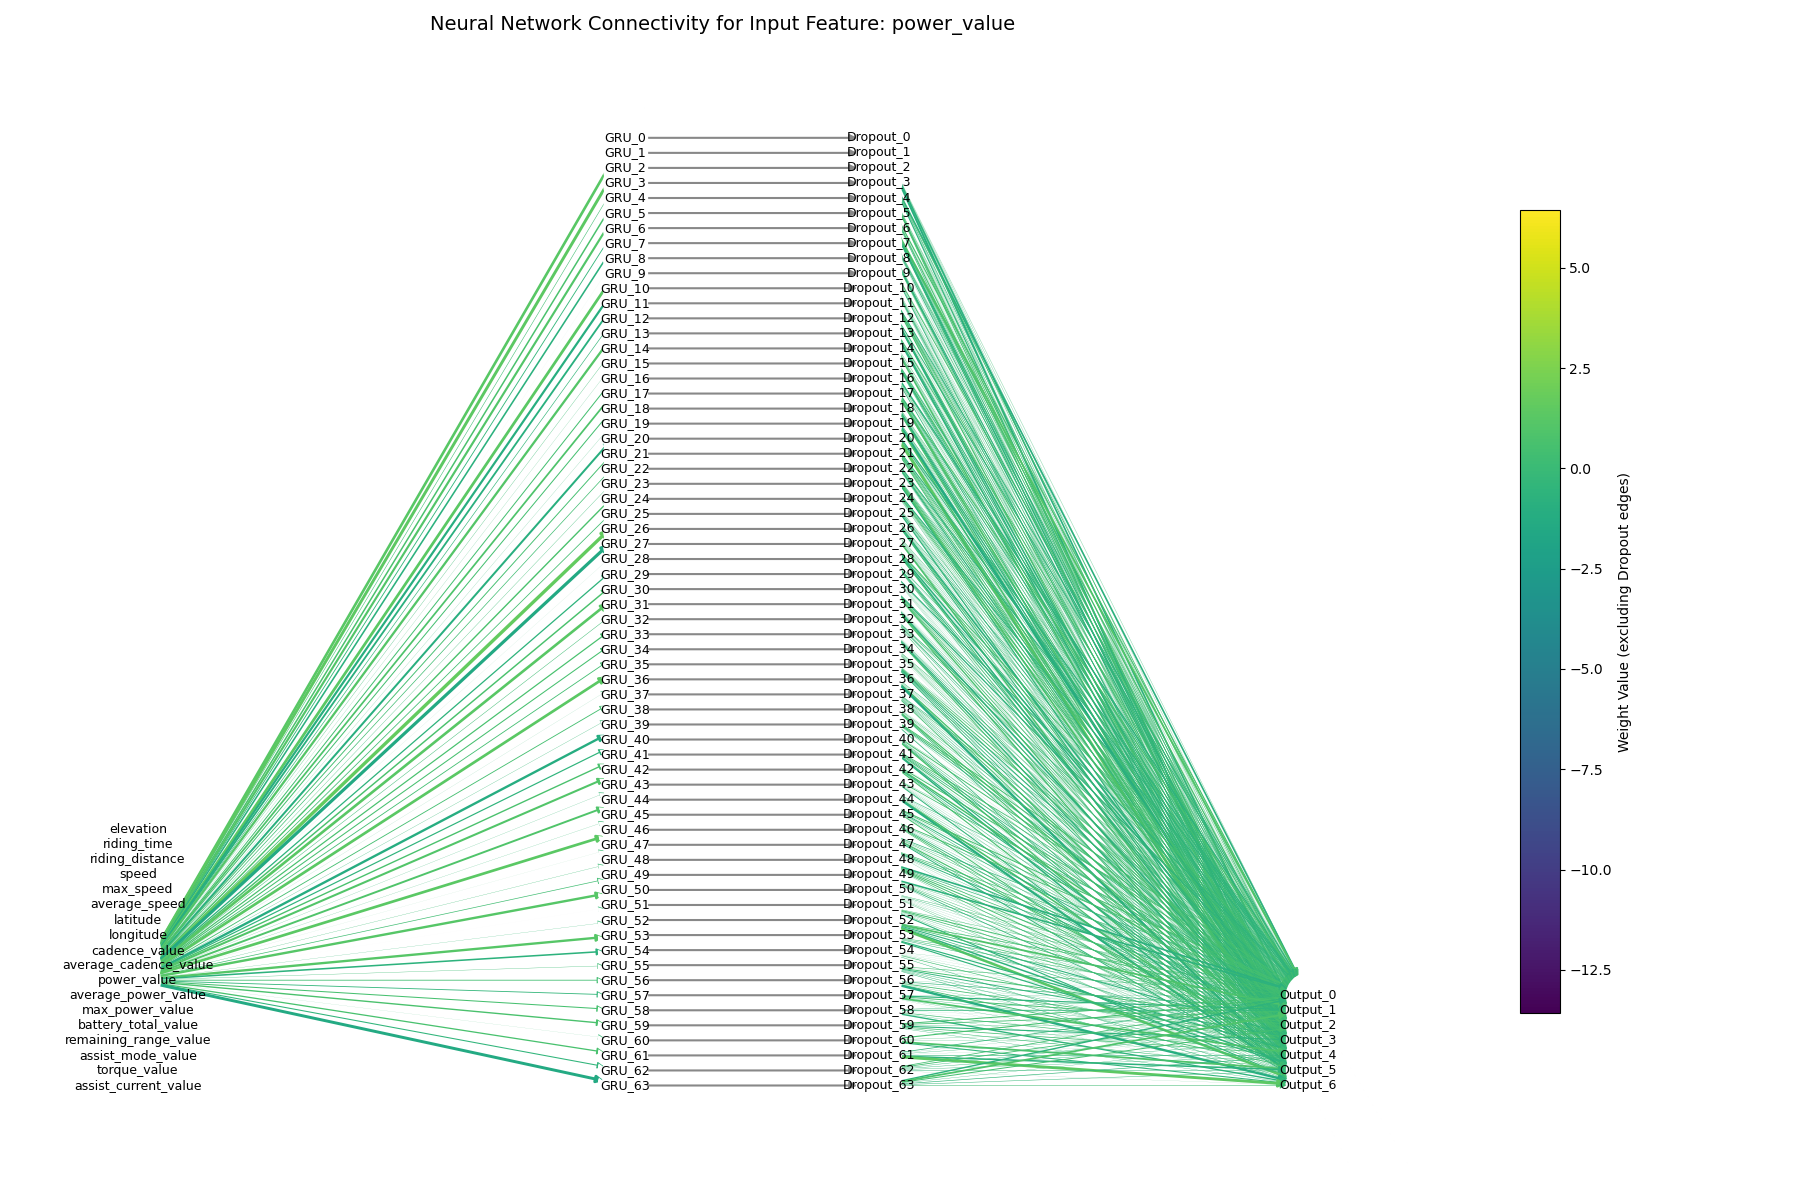 Neural Network Connectivity for Input Feature: power_value
elevation
riding_time
riding_distance
speed
max_speed
average_speed
latitude
longitude
cadence_value
average_cadence_value
power_value
average_power_value
max_power_value
battery_total_value
remaining_range_value
assist_mode_value
torque_value
assist_current_value
GRU_0
GRU_1
GRU_2
GRU_3
GRU_4
GRU_5
GRU_6
GRU_7
GRU_8
GRU_9
GRU_10
GRU_11
GRU_12
GRU_13
GRU_14
GRU_15
GRU_16
GRU_17
GRU_18
GRU_19
GRU_20
GRU_21
GRU_22
GRU_23
GRU_24
GRU_25
GRU_26
GRU_27
GRU_28
GRU_29
GRU_30
GRU_31
GRU_32
GRU_33
GRU_34
GRU_35
GRU_36
GRU_37
GRU_38
GRU_39
GRU_40
GRU_41
GRU_42
GRU_43
GRU_44
GRU_45
GRU_46
GRU_47
GRU_48
GRU_49
GRU_50
GRU_51
GRU_52
GRU_53
GRU_54
GRU_55
GRU_56
GRU_57
GRU_58
GRU_59
GRU_60
GRU_61
GRU_62
GRU_63
Dropout_0
Dropout_1
Dropout_2
Dropout_3
Dropout_4
Dropout_5
Dropout_6
Dropout_7
Dropout_8
Dropout_9
Dropout_10
Dropout_11
Dropout_12
Dropout_13
Dropout_14
Dropout_15
Dropout_16
Dropout_17
Dropout_18
Dropout_19
Dropout_20
Dropout_21
Dropout_22
Dropout_23
Dropout_24
Dropout_25
Dropout_26
Dropout_27
Dropout_28
Dropout_29
Dropout_30
Dropout_31
Dropout_32
Dropout_33
Dropout_34
Dropout_35
Dropout_36
Dropout_37
Dropout_38
Dropout_39
Dropout_40
Dropout_41
Dropout_42
Dropout_43
Dropout_44
Dropout_45
Dropout_46
Dropout_47
Dropout_48
Dropout_49
Dropout_50
Dropout_51
Dropout_52
Dropout_53
Dropout_54
Dropout_55
Dropout_56
Dropout_57
Dropout_58
Dropout_59
Dropout_60
Dropout_61
Dropout_62
Dropout_63
Output_0
Output_1
Output_2
Output_3
Output_4
Output_5
Output_6
5.0
2.5
0.0
−2.5
−5.0
−7.5
−10.0
−12.5
Weight Value (excluding Dropout edges)